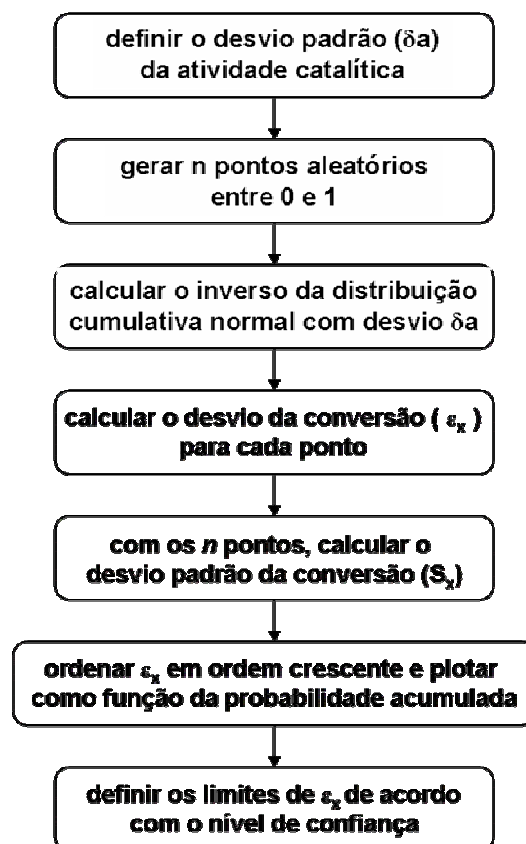 definir o desvio padrão (δa)
da atividade catalítica
gerar n pontos aleatórios
entre 0 e 1
calcular o inverso da distribuição
cumulativa normal com desvio δa
calcular o desvio da conversão ( εₓ )
para cada ponto
com os n pontos, calcular o
desvio padrão da conversão (Sₓ)
ordenar εₓ em ordem crescente e plotar
como função da probabilidade acumulada
definir os limites de εₓ de acordo
com o nível de confiança